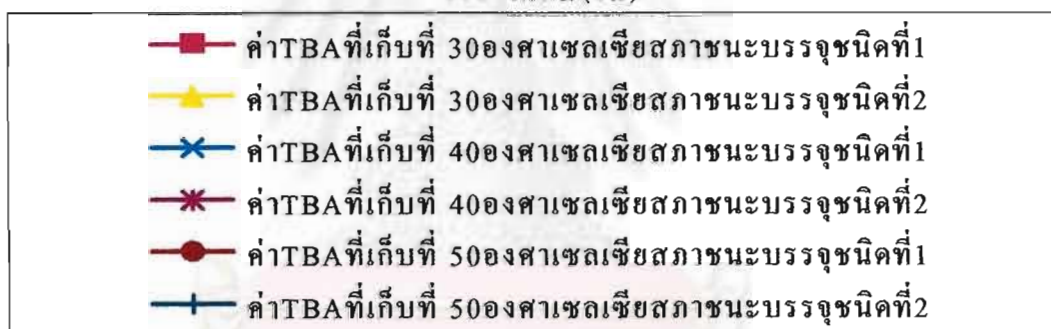 ค่าTBAที่เก็บที่ 30องศาเซลเซียสภาชนะบรรจุชนิดที่1
ค่าTBAที่เก็บที่ 30องศาเซลเซียสภาชนะบรรจุชนิดที่2
ค่าTBAที่เก็บที่ 40องศาเซลเซียสภาชนะบรรจุชนิดที่1
ค่าTBAที่เก็บที่ 40องศาเซลเซียสภาชนะบรรจุชนิดที่2
ค่าTBAที่เก็บที่ 50องศาเซลเซียสภาชนะบรรจุชนิดที่1
ค่าTBAที่เก็บที่ 50องศาเซลเซียสภาชนะบรรจุชนิดที่2